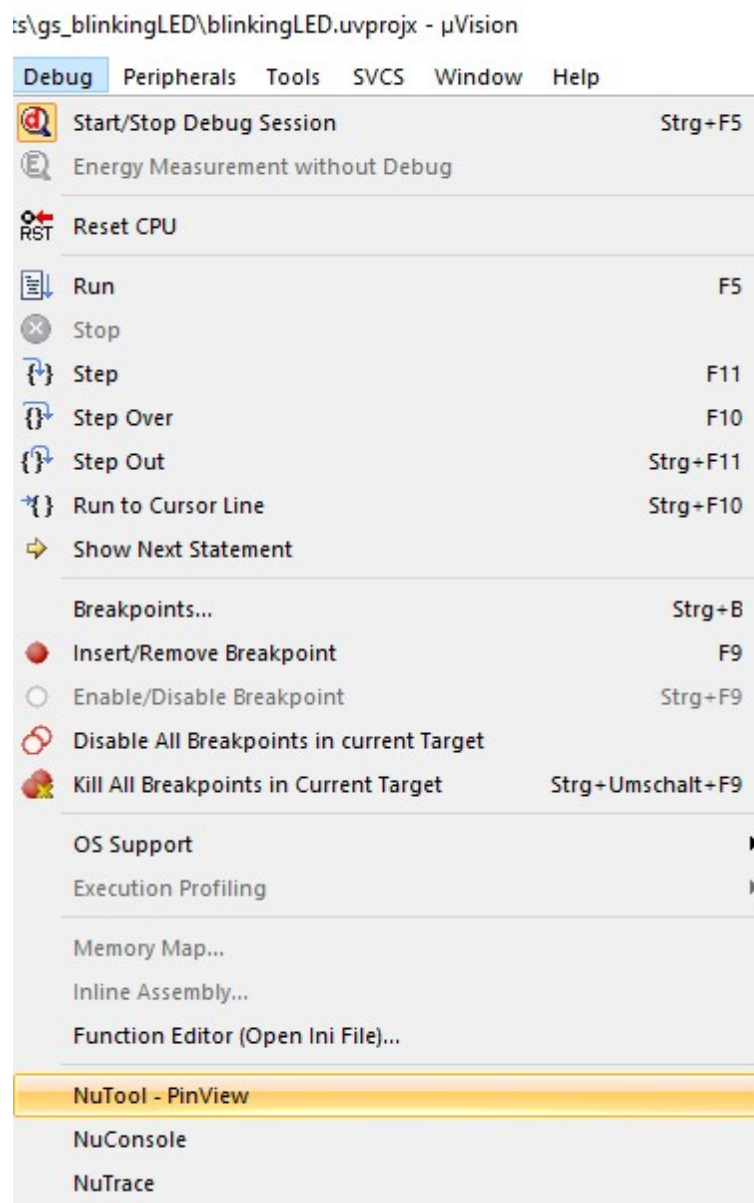 ts\gs_blinkingLED\blinkingLED.uvprojx - µVision
Debug Peripherals Tools SVCS Window Help
Start/Stop Debug Session Strg+F5
Energy Measurement without Debug
RST Reset CPU
Run F5
Stop
Step F11
Step Over F10
Step Out Strg+F11
Run to Cursor Line Strg+F10
Show Next Statement
Breakpoints... Strg+B
Insert/Remove Breakpoint F9
Enable/Disable Breakpoint Strg+F9
Disable All Breakpoints in current Target
Kill All Breakpoints in Current Target Strg+Umschalt+F9
OS Support
Execution Profiling
Memory Map...
Inline Assembly...
Function Editor (Open Ini File)...
NuTool - PinView
NuConsole
NuTrace